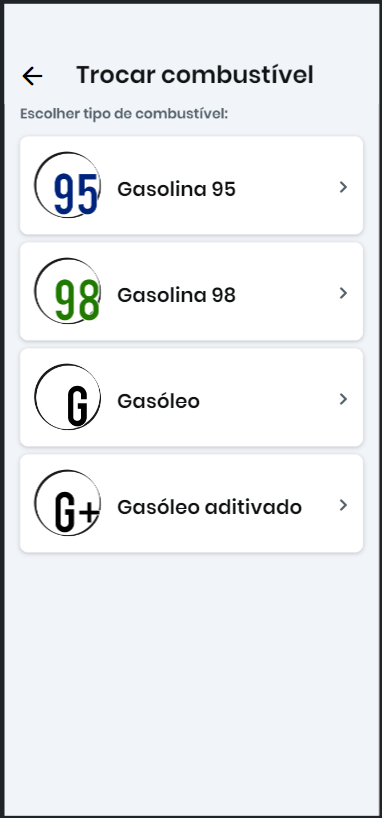 Trocar combustível
Escolher tipo de combustível:
95 Gasolina 95
98 Gasolina 98
G Gasóleo
G+ Gasóleo aditivado